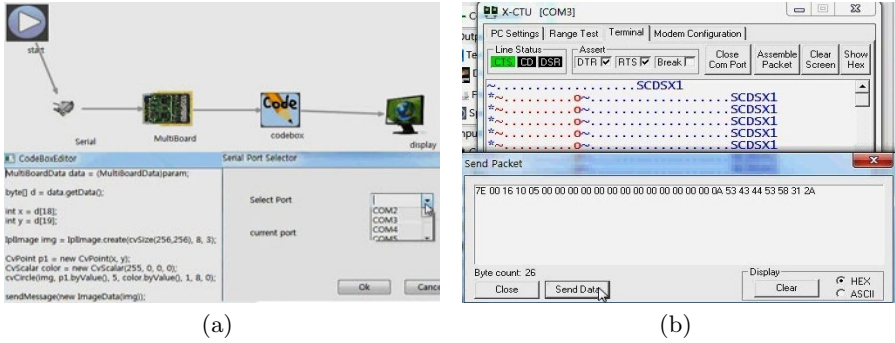 start
Serial
MultiBoard
Code
codebox
display
CodeBoxEditor
MultiBoardData data = (MultiBoardData)param;
byte[] d = data.getData();
int x = d[18];
int y = d[19];
IplImage img = IplImage.create(cvSize(256,256), 8, 3);
CvPoint p1 = new CvPoint(x, y);
CvScalar color = new CvScalar(255, 0, 0, 0);
cvCircle(img, p1.byValue(), 5, color.byValue(), 1, 8, 0);
sendMessage(new ImageData(img));
Serial Port Selector
Select Port
COM2
COM3
COM4
COM5
current port
Ok
Cance
(a)
X-CTU [COM3]
PC Settings Range Test Terminal Modem Configuration
Line Status
CTS CD DSR
Assert
DTR RTS Break
Close Com Port
Assemble Packet
Clear Screen
Show Hex
~..................SCDSX1
*~........o~..................SCDSX1
*~........o~..................SCDSX1
*~........o~..................SCDSX1
*~........o~..................SCDSX1
Send Packet
7E 00 16 10 05 00 00 00 00 00 00 00 00 00 00 00 00 00 0A 53 43 44 53 58 31 2A
Byte count: 26
Close
Send Data
Display
Clear
HEX
ASCII
(b)